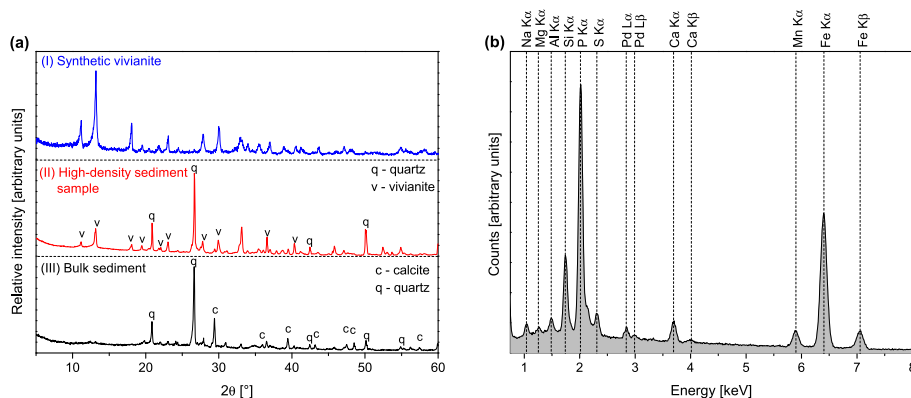 (a)
(I) Synthetic vivianite
(II) High-density sediment
sample
q - quartz
v - vivianite
v
v
q
v
v
v
v
q
v
v
v
v
q
q
(III) Bulk sediment
c - calcite
q - quartz
q
q
c
c
c
q
c
c
c
q
q
c
Relative intensity [arbitrary units]
0
10
20
30
40
50
60
2θ [°]
(b)
Na Kα
Mg Kα
Al Kα
Si Kα
P Kα
S Kα
Pd Lα
Pd Lβ
Ca Kα
Ca Kβ
Mn Kα
Fe Kα
Fe Kβ
Counts [arbitrary units]
1
2
3
4
5
6
7
8
Energy [keV]